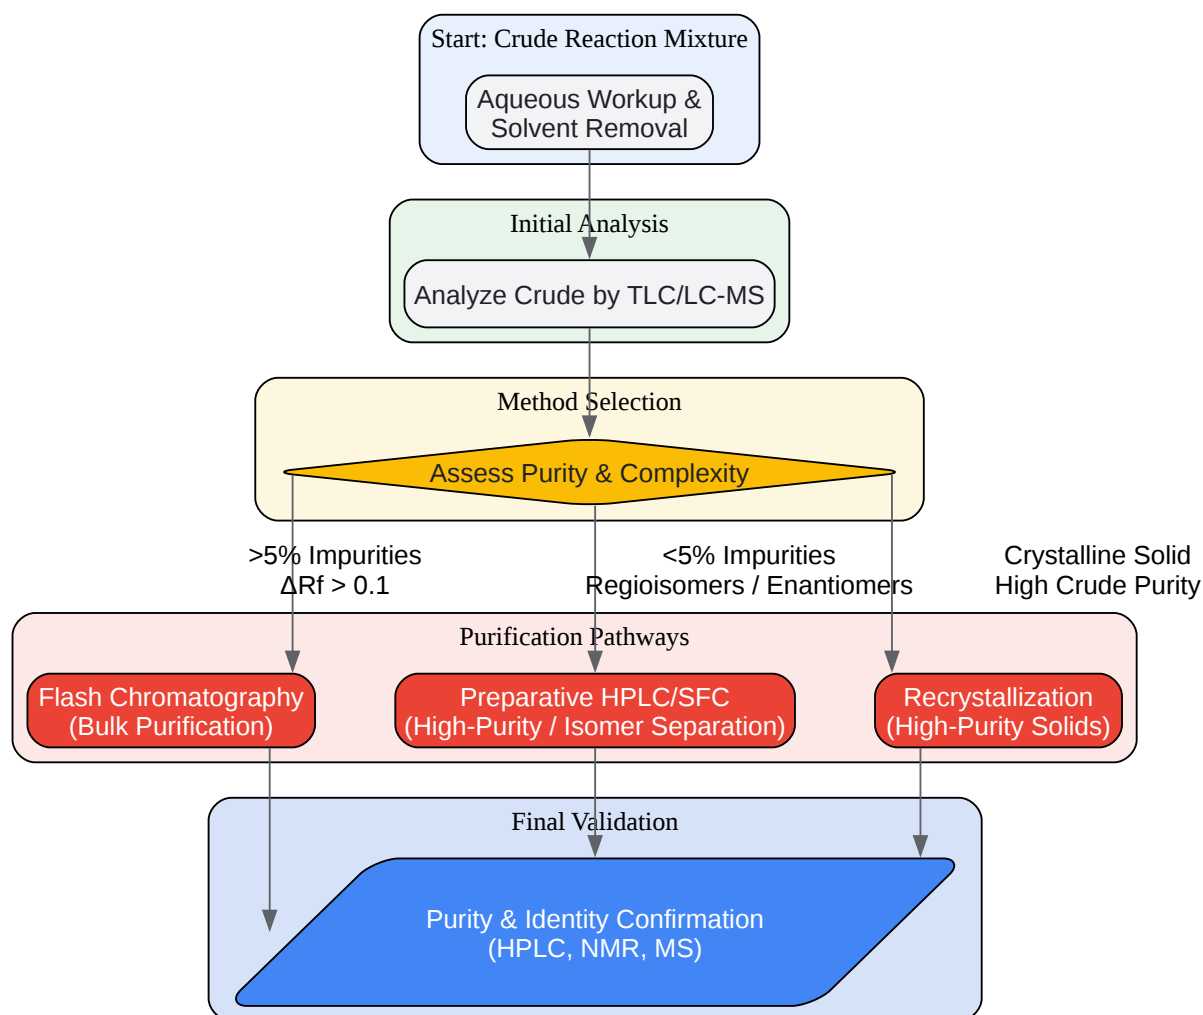 Start: Crude Reaction Mixture
Aqueous Workup &
Solvent Removal
Initial Analysis
Analyze Crude by TLC/LC-MS
Method Selection
Assess Purity & Complexity
>5% Impurities
ΔRf > 0.1
<5% Impurities
Regioisomers / Enantiomers
Crystalline Solid
High Crude Purity
Purification Pathways
Flash Chromatography
(Bulk Purification)
Preparative HPLC/SFC
(High-Purity / Isomer Separation)
Recrystallization
(High-Purity Solids)
Final Validation
Purity & Identity Confirmation
(HPLC, NMR, MS)